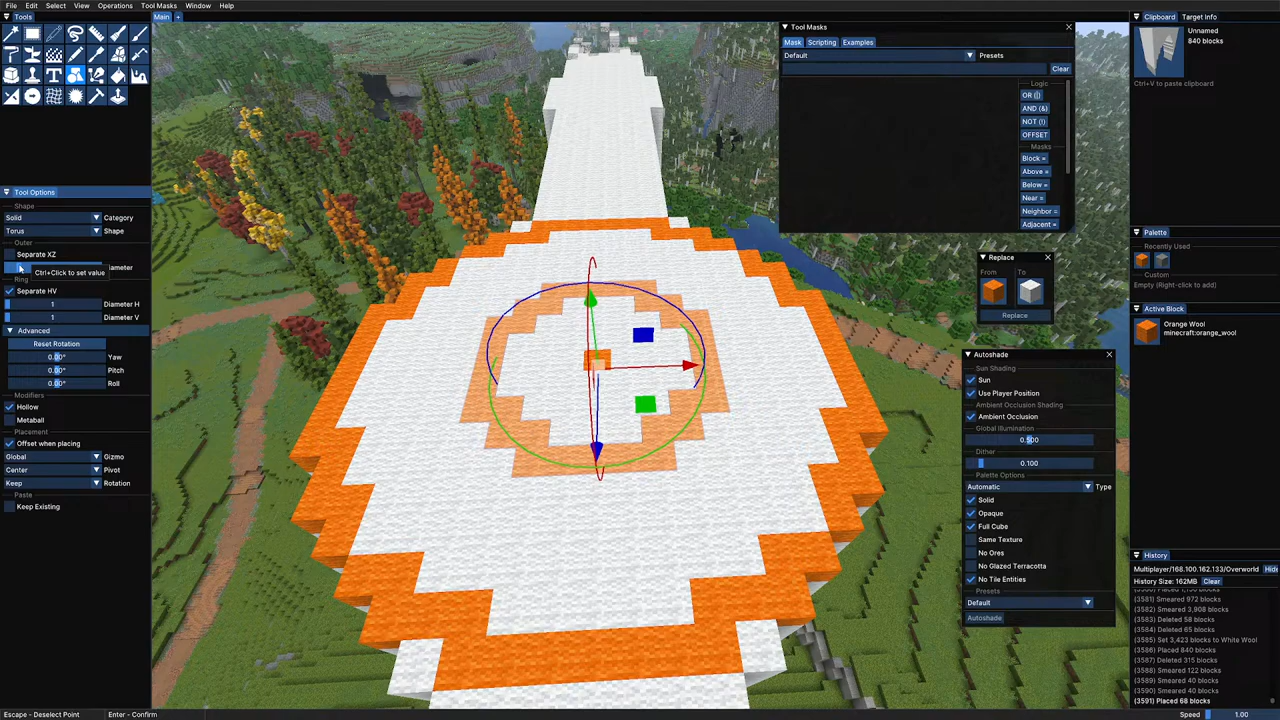 File Edit Select View Operations Tool Masks Window Help
Tools
Main +
Tool Options
Shape
Solid Category
Torus Shape
Outer
Separate XZ
Ctrl+Click to set value
iameter
Ring
Separate HV
1 Diameter H
1 Diameter V
Advanced
Reset Rotation
0.00° Yaw
0.00° Pitch
0.00° Roll
Modifiers
Hollow
Metaball
Placement
Offset when placing
Global Gizmo
Center Pivot
Keep Rotation
Paste
Keep Existing
Tool Masks
Mask Scripting Examples
Default Presets
Clear
Logic
OR (|)
AND (&)
NOT (!)
OFFSET
Masks
Block =
Above =
Below =
Near =
Neighbor =
Adjacent =
Replace
From To
Replace
Autoshade
Sun Shading
Sun
Use Player Position
Ambient Occlusion Shading
Ambient Occlusion
Global Illumination
0.500
Dither
0.100
Palette Options
Automatic Type
Solid
Opaque
Full Cube
Same Texture
No Ores
No Glazed Terracotta
No Tile Entities
Presets
Default
Autoshade
Clipboard Target Info
Unnamed
840 blocks
Ctrl+V to paste clipboard
Palette
Recently Used
Custom
Empty (Right-click to add)
Active Block
Orange Wool
minecraft:orange_wool
History
Multiplayer/168.100.162.133/Overworld Hide
History Size: 162MB Clear
(3581) Smeared 972 blocks
(3582) Smeared 3,808 blocks
(3583) Deleted 58 blocks
(3584) Deleted 65 blocks
(3585) Set 3,423 blocks to White Wool
(3586) Placed 840 blocks
(3587) Deleted 315 blocks
(3588) Smeared 122 blocks
(3589) Smeared 40 blocks
(3590) Smeared 40 blocks
(3591) Placed 68 blocks
Escape - Deselect Point Enter - Confirm
Speed 1.00